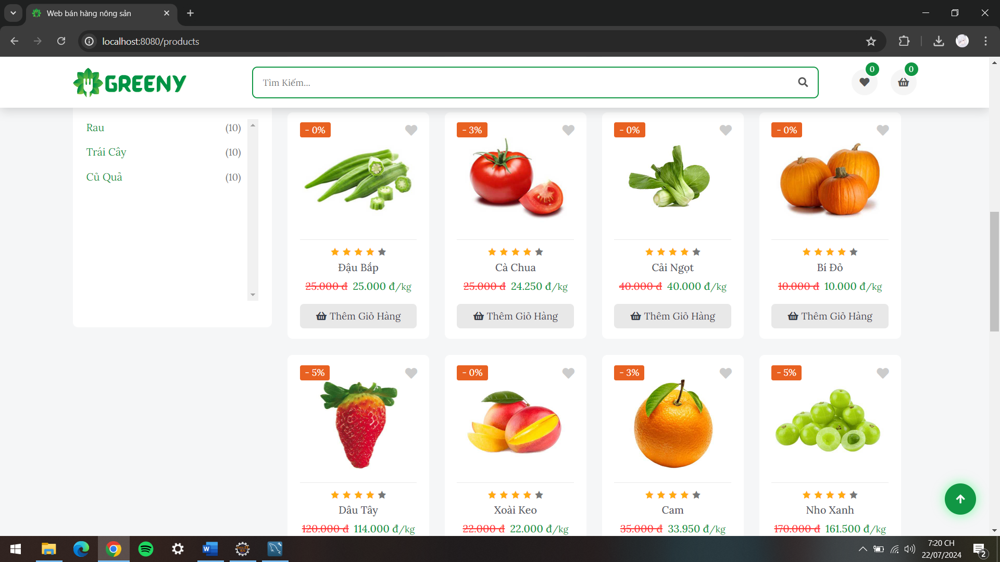 Web bán hàng nông sản
localhost:8080/products
GREENY
Tìm Kiếm...
0
0
Rau (10)
Trái Cây (10)
Củ Quả (10)
- 0%
- 3%
- 0%
- 0%
Đậu Bắp
Cà Chua
Cải Ngọt
Bí Đỏ
25.000 đ 25.000 đ/kg
25.000 đ 24.250 đ/kg
40.000 đ 40.000 đ/kg
10.000 đ 10.000 đ/kg
Thêm Giỏ Hàng
Thêm Giỏ Hàng
Thêm Giỏ Hàng
Thêm Giỏ Hàng
- 5%
- 0%
- 3%
- 5%
Dâu Tây
Xoài Keo
Cam
Nho Xanh
120.000 đ 114.000 đ/kg
22.000 đ 22.000 đ/kg
35.000 đ 33.950 đ/kg
170.000 đ 161.500 đ/kg
7:20 CH
22/07/2024
2